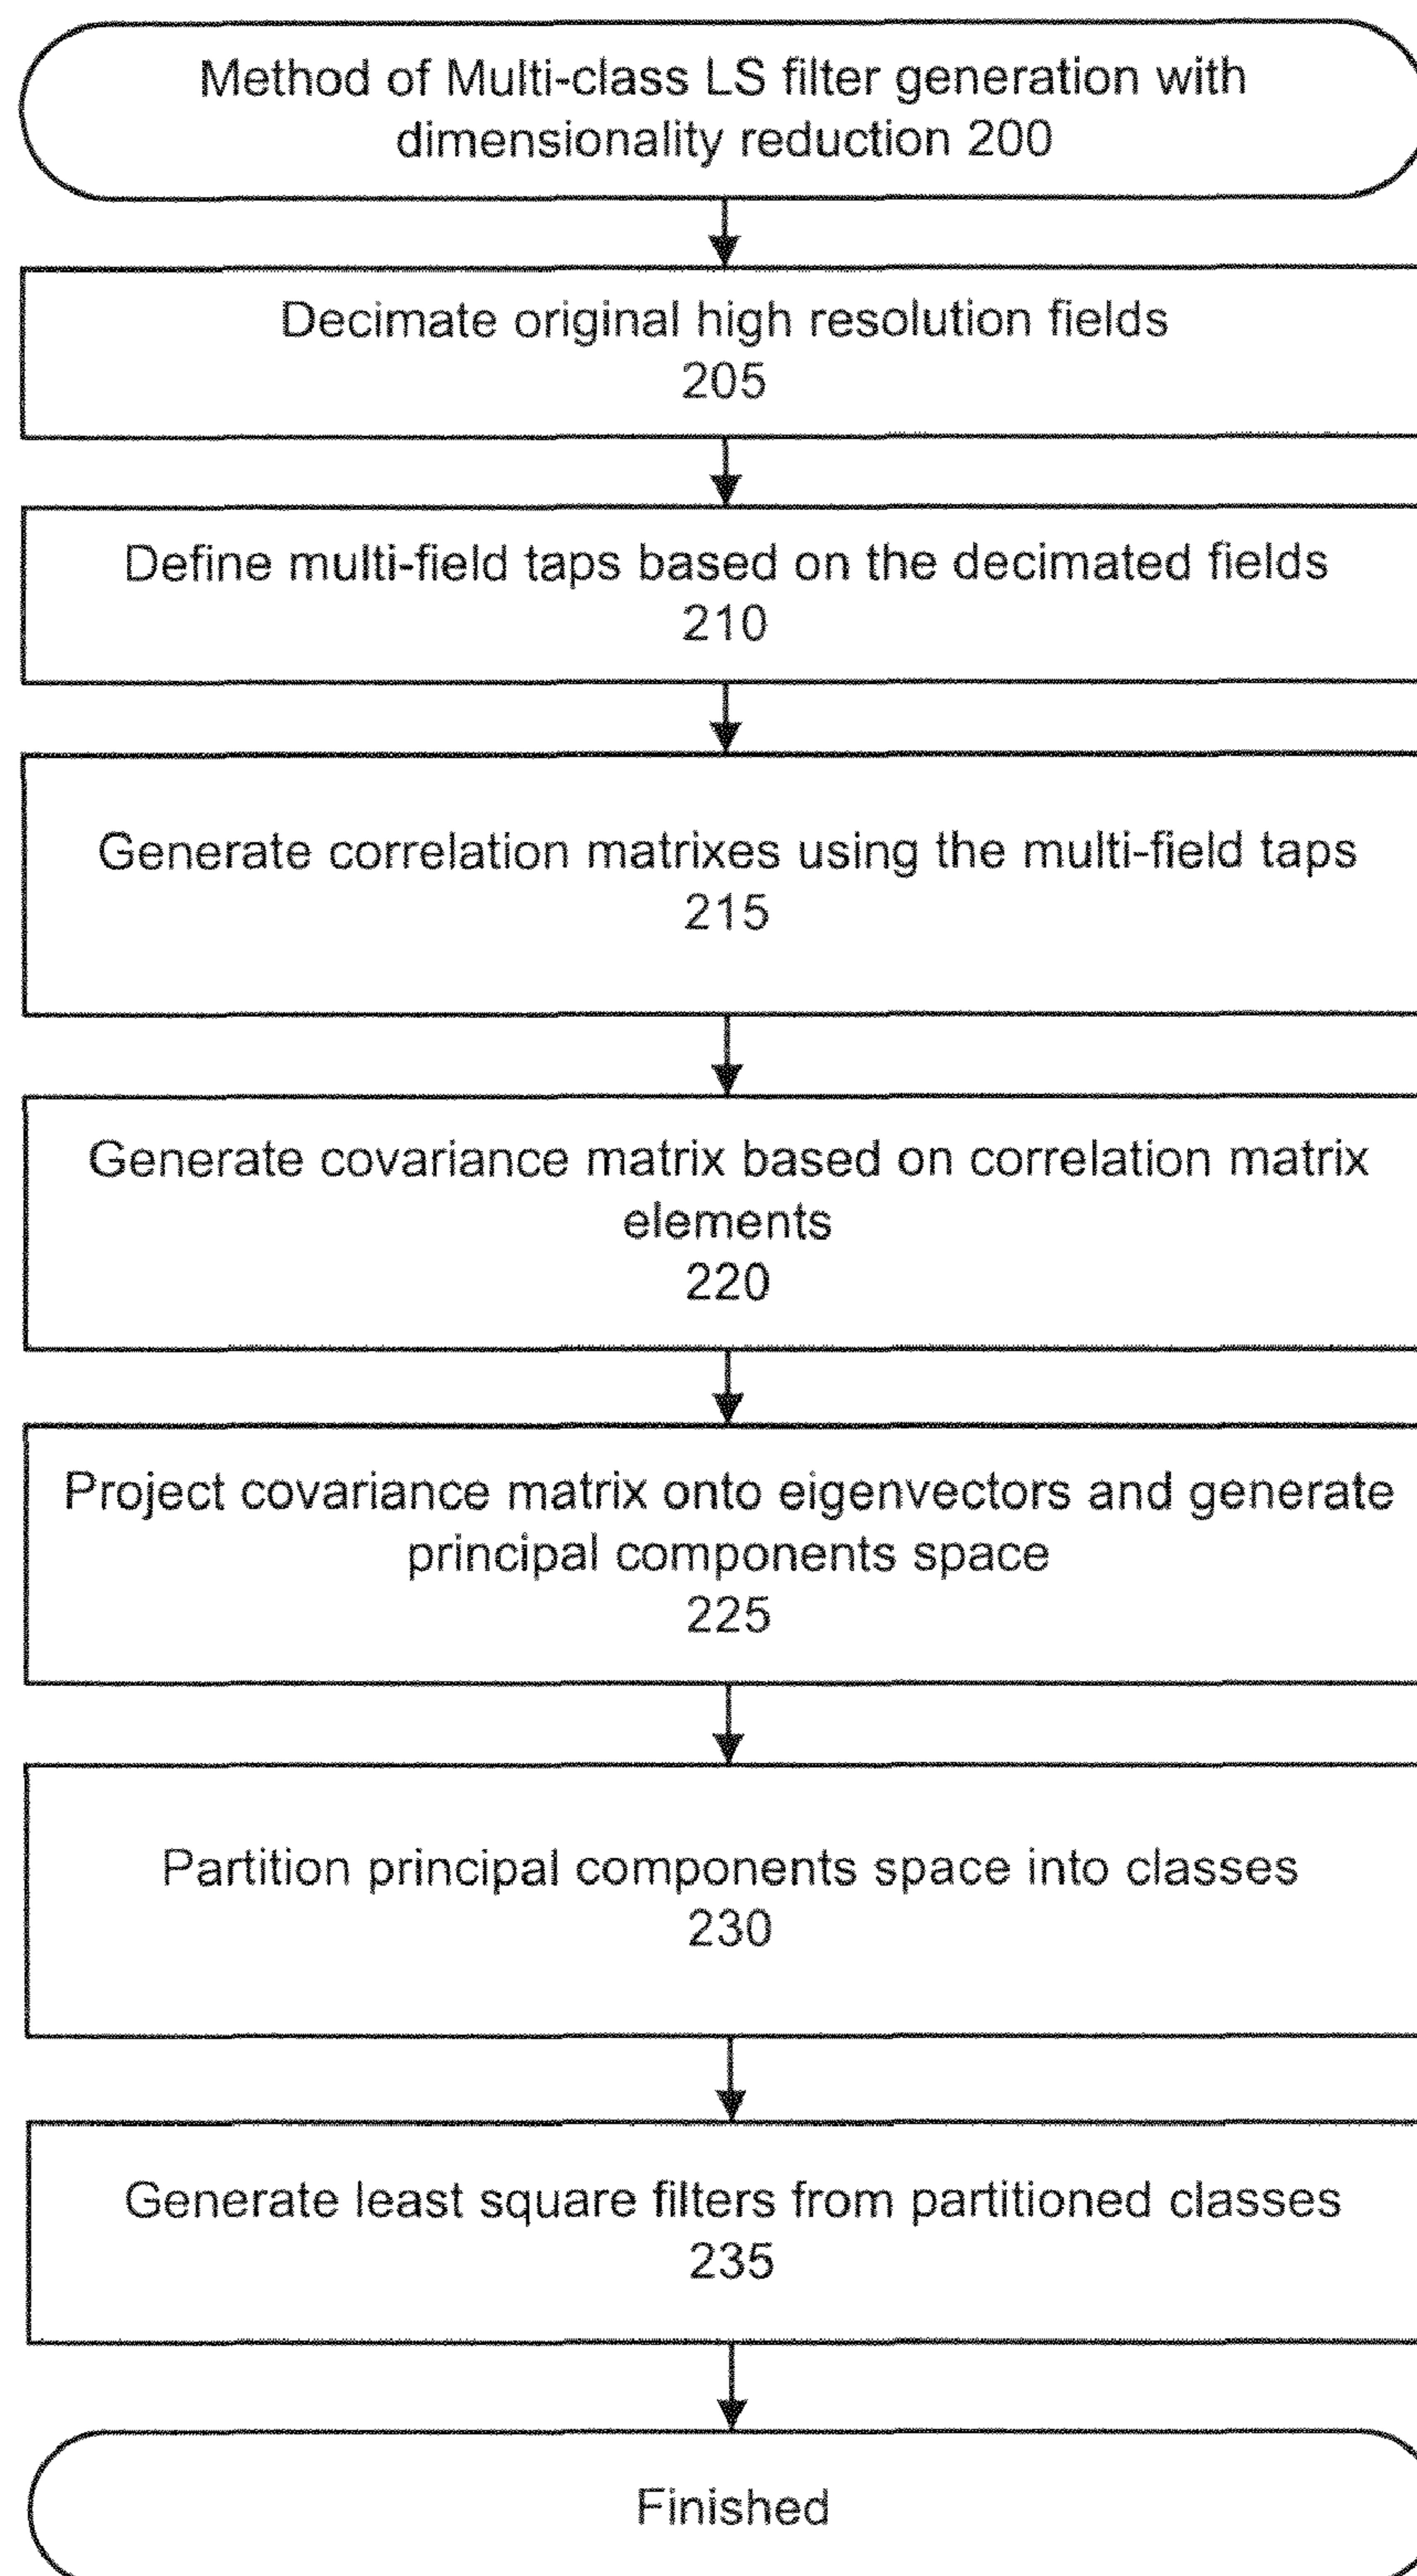 Method of Multi-class LS filter generation with
dimensionality reduction 200
Decimate original high resolution fields
205
Define multi-field taps based on the decimated fields
210
Generate correlation matrixes using the multi-field taps
215
Generate covariance matrix based on correlation matrix
elements
220
Project covariance matrix onto eigenvectors and generate
principal components space
225
Partition principal components space into classes
230
Generate least square filters from partitioned classes
235
Finished